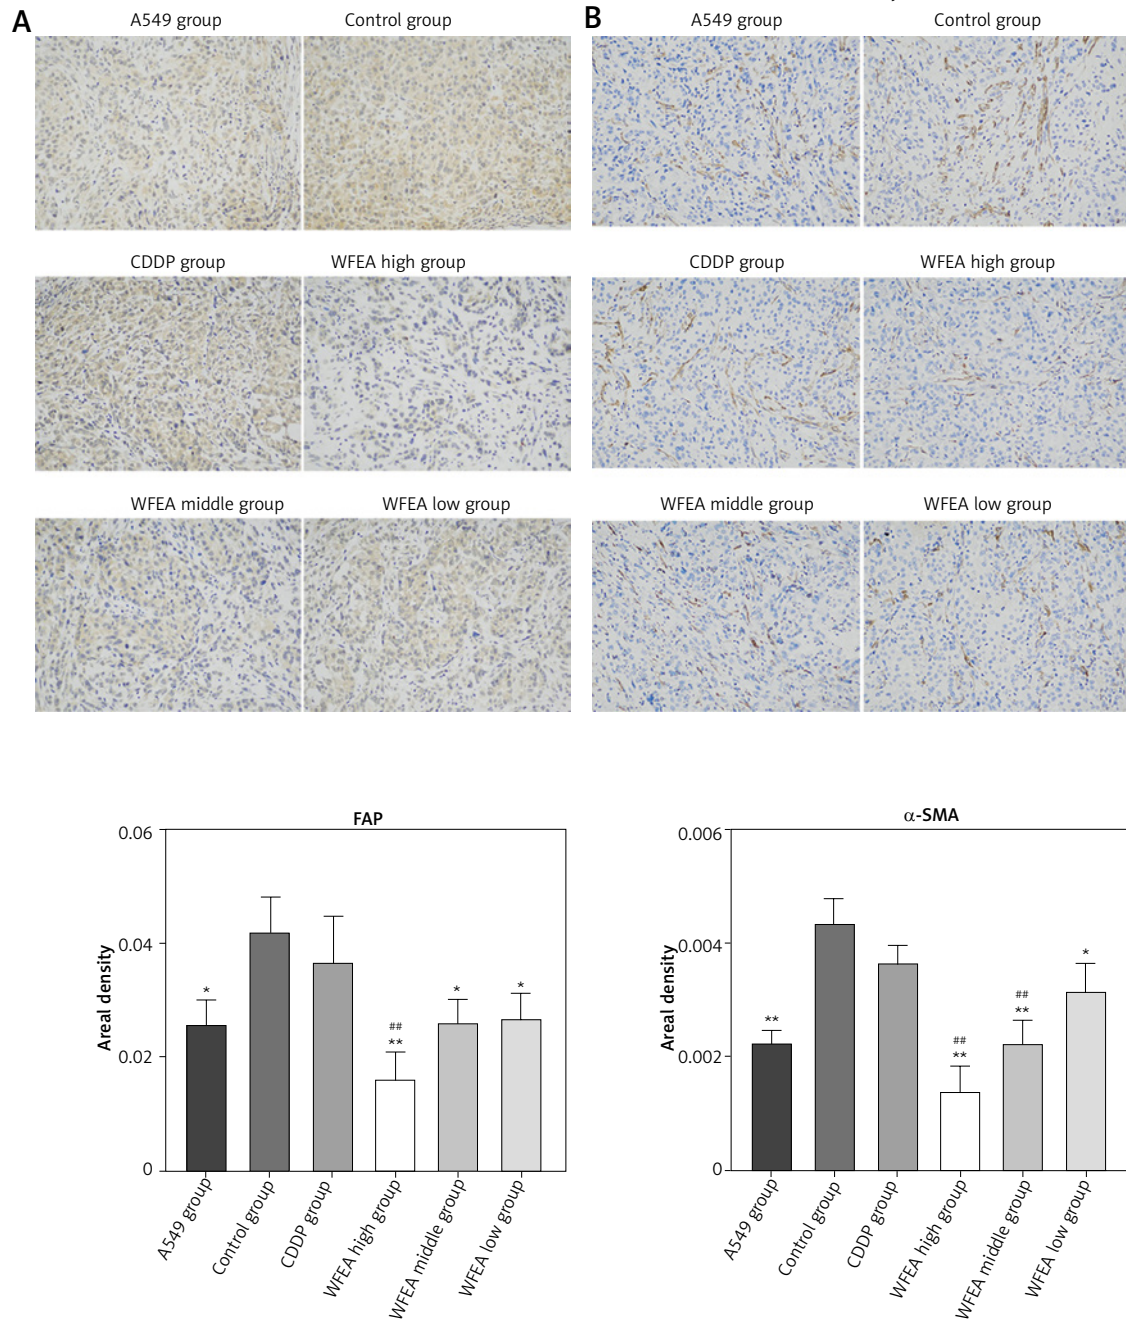 A
A549 group
Control group
CDDP group
WFEA high group
WFEA middle group
WFEA low group
FAP
Areal density
0.06
0.04
0.02
0
*
##
**
*
*
A549 group
Control group
CDDP group
WFEA high group
WFEA middle group
WFEA low group
B
A549 group
Control group
CDDP group
WFEA high group
WFEA middle group
WFEA low group
α-SMA
Areal density
0.006
0.004
0.002
0
**
##
**
##
**
*
A549 group
Control group
CDDP group
WFEA high group
WFEA middle group
WFEA low group